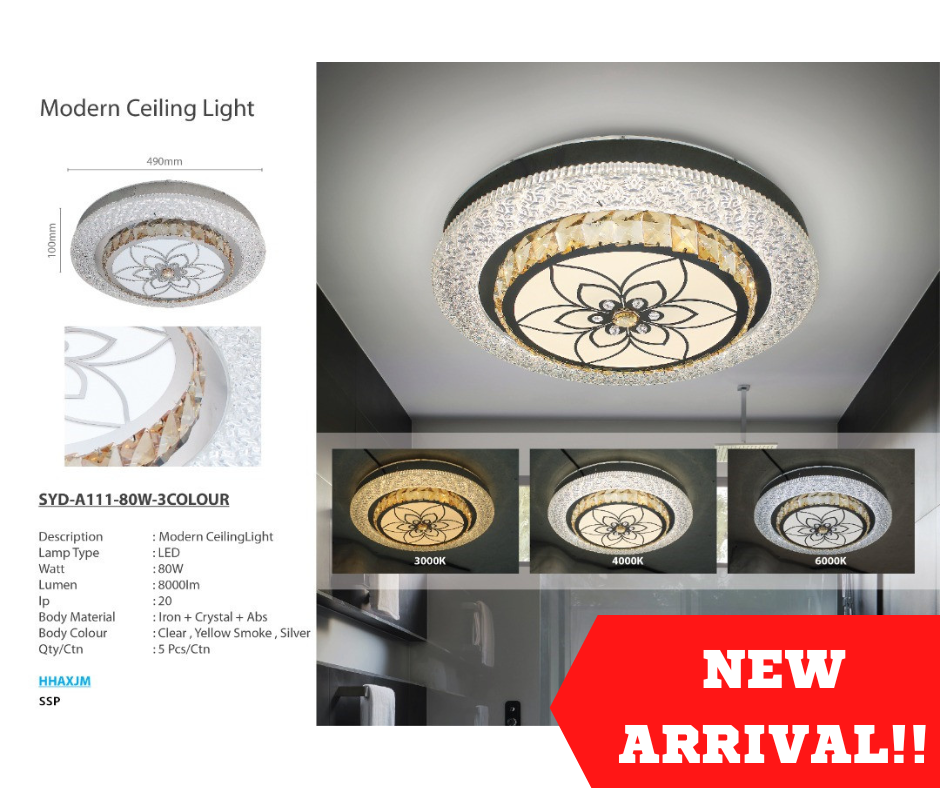 Modern Ceiling Light
490mm
100mm
SYD-A111-80W-3COLOUR
Description : Modern CeilingLight
Lamp Type : LED
Watt : 80W
Lumen : 8000lm
Ip : 20
Body Material : Iron + Crystal + Abs
Body Colour : Clear , Yellow Smoke , Silver
Qty/Ctn : 5 Pcs/Ctn
HHAXJM
SSP
3000K
4000K
6000K
NEW
ARRIVAL!!